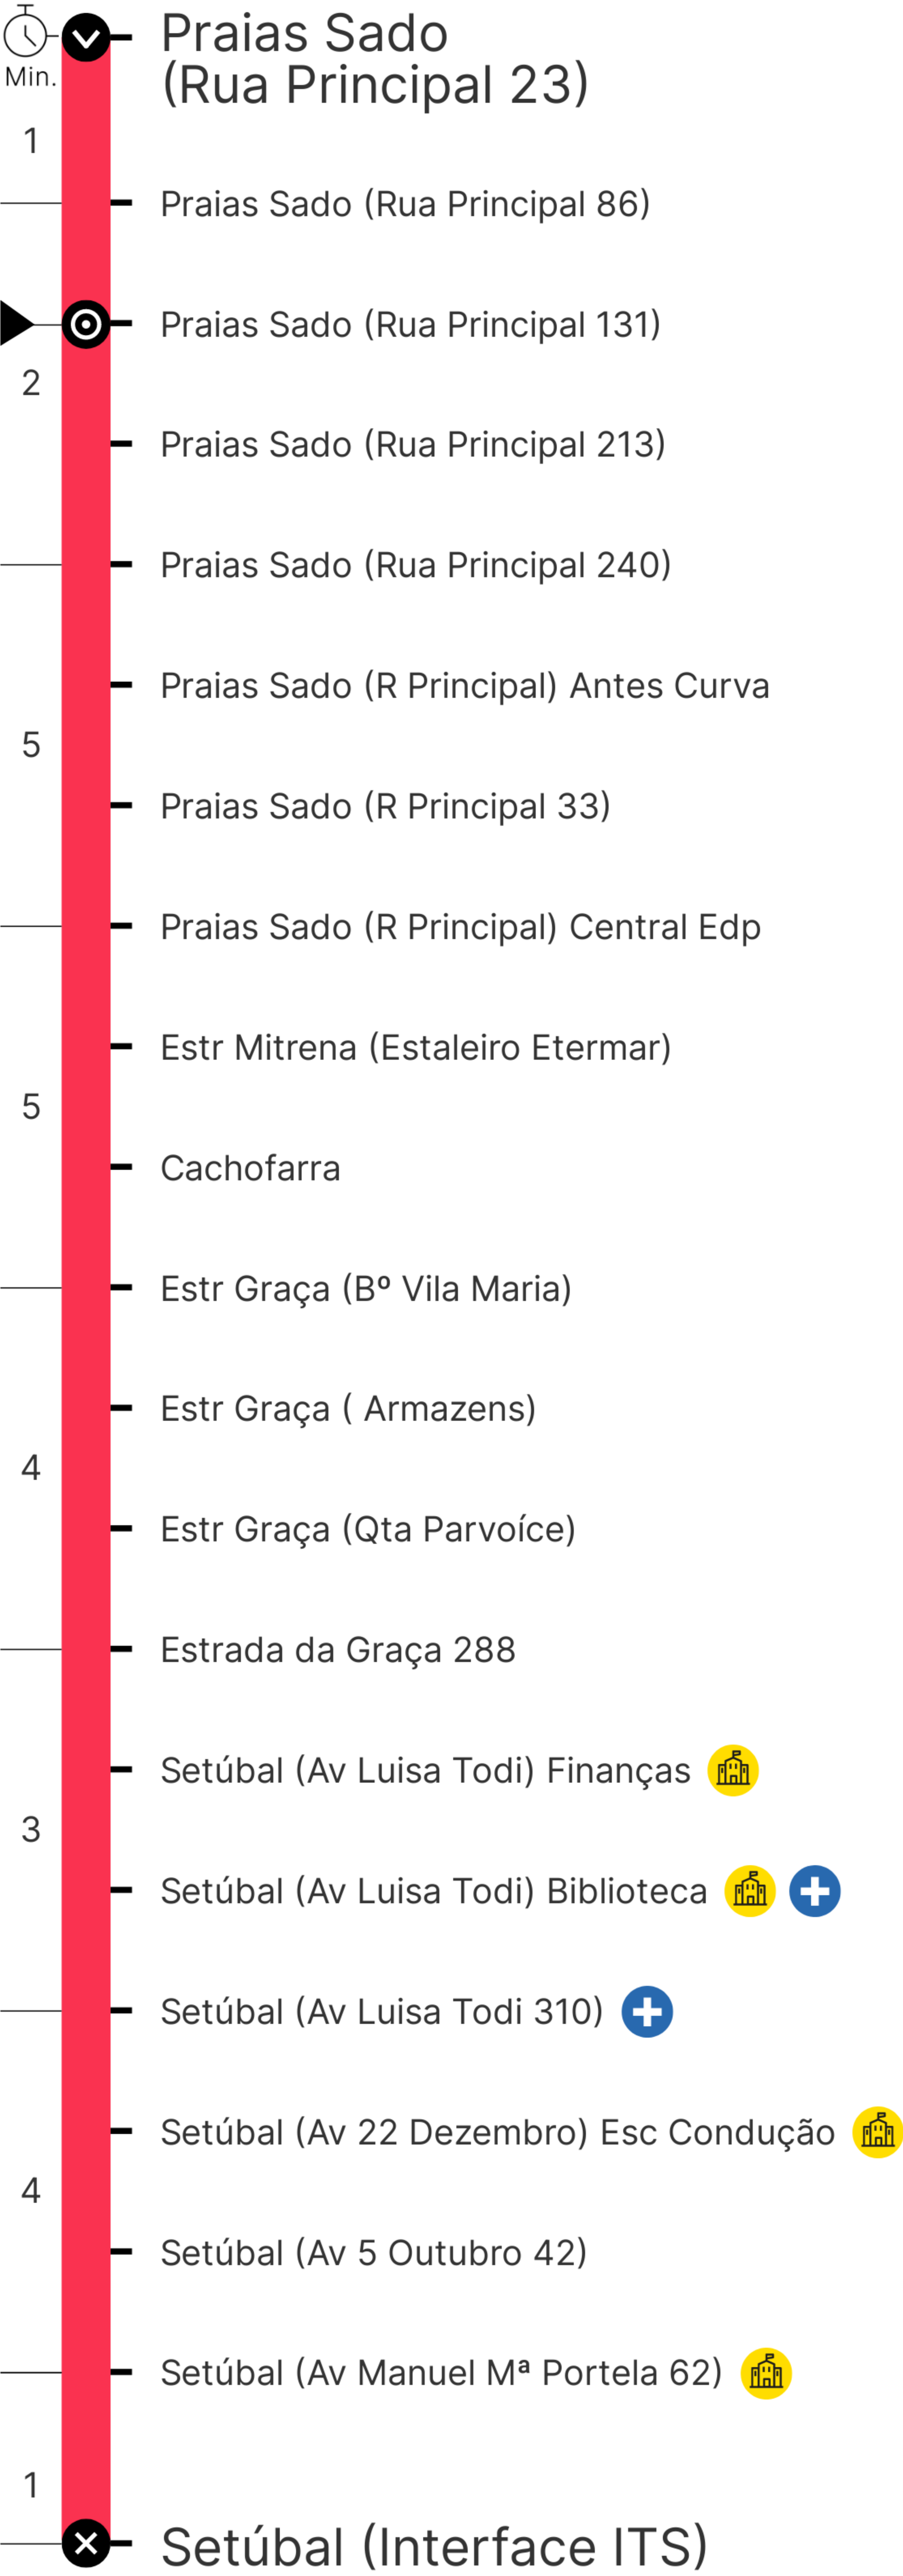 Praias Sado
(Rua Principal 23)
Min.
1
Praias Sado (Rua Principal 86)
Praias Sado (Rua Principal 131)
2
Praias Sado (Rua Principal 213)
Praias Sado (Rua Principal 240)
Praias Sado (R Principal) Antes Curva
5
Praias Sado (R Principal 33)
Praias Sado (R Principal) Central Edp
Estr Mitrena (Estaleiro Etermar)
5
Cachofarra
Estr Graça (Bº Vila Maria)
Estr Graça ( Armazens)
4
Estr Graça (Qta Parvoíce)
Estrada da Graça 288
Setúbal (Av Luisa Todi) Finanças
3
Setúbal (Av Luisa Todi) Biblioteca
Setúbal (Av Luisa Todi 310)
Setúbal (Av 22 Dezembro) Esc Condução
4
Setúbal (Av 5 Outubro 42)
Setúbal (Av Manuel Mª Portela 62)
1
Setúbal (Interface ITS)